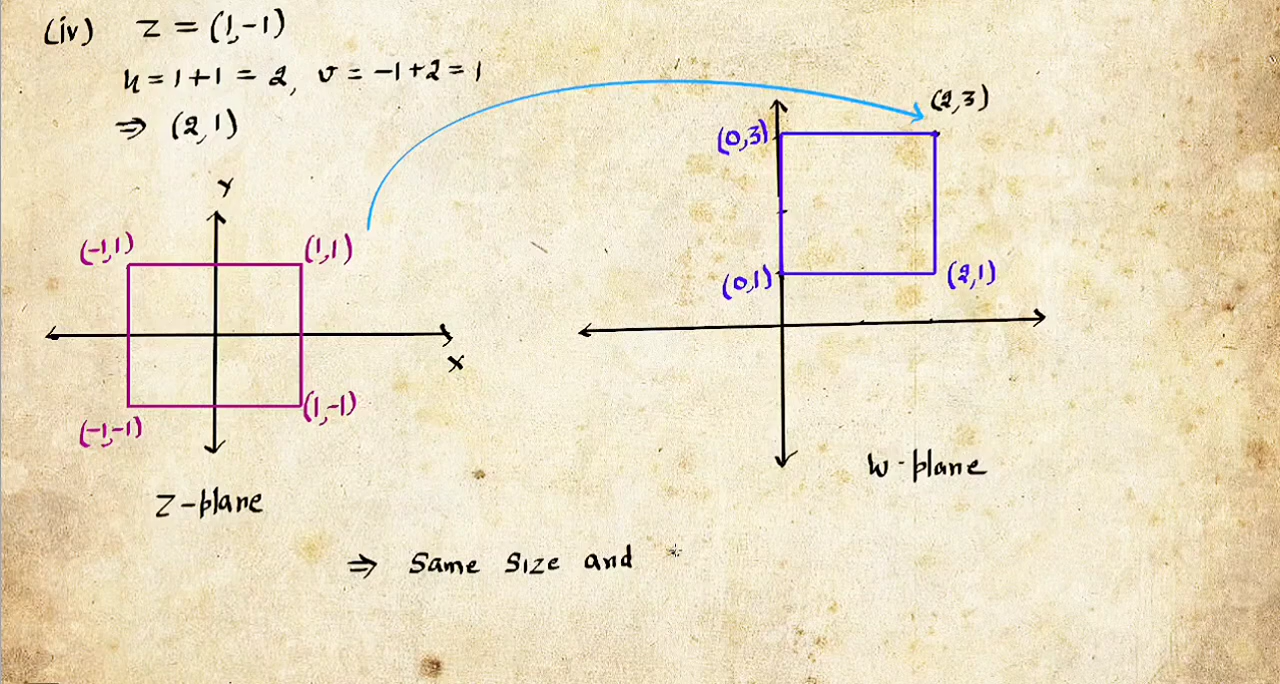 (iv) z = (1,-1)
u = 1+1 = 2, v = -1+2 = 1
⇒ (2,1)
Y
(-1,1)
(1,1)
X
(-1,-1)
(1,-1)
z-plane
(2,3)
(0,3)
(0,1)
(2,1)
w-plane
⇒ Same size and